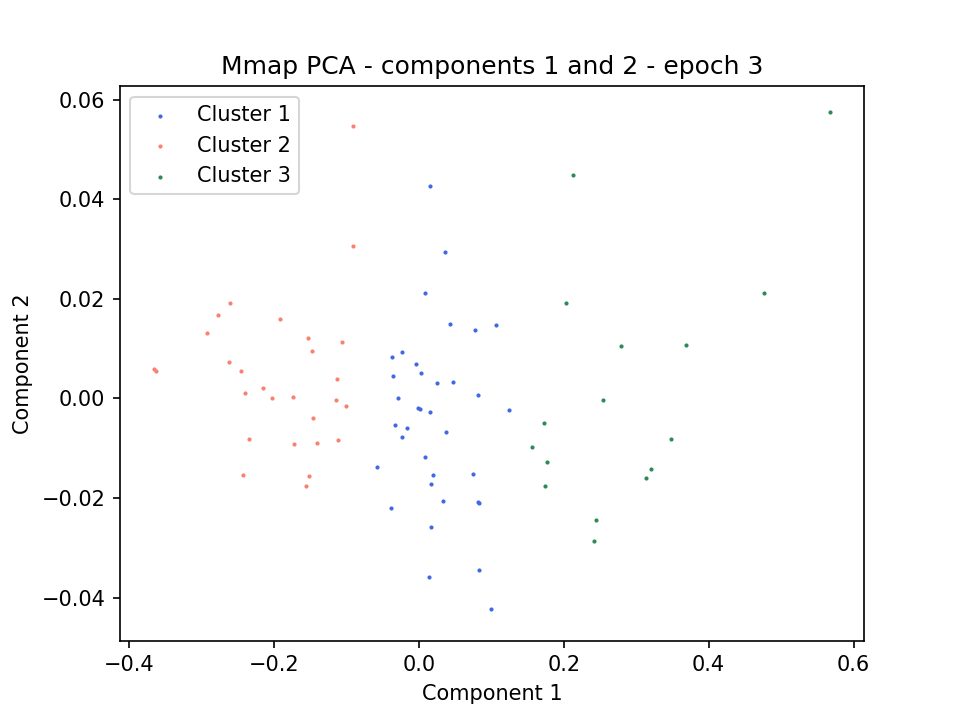 Mmap PCA - components 1 and 2 - epoch 3
Cluster 1
Cluster 2
Cluster 3
0.06
0.04
0.02
0.00
−0.02
−0.04
Component 2
−0.4
−0.2
0.0
0.2
0.4
0.6
Component 1